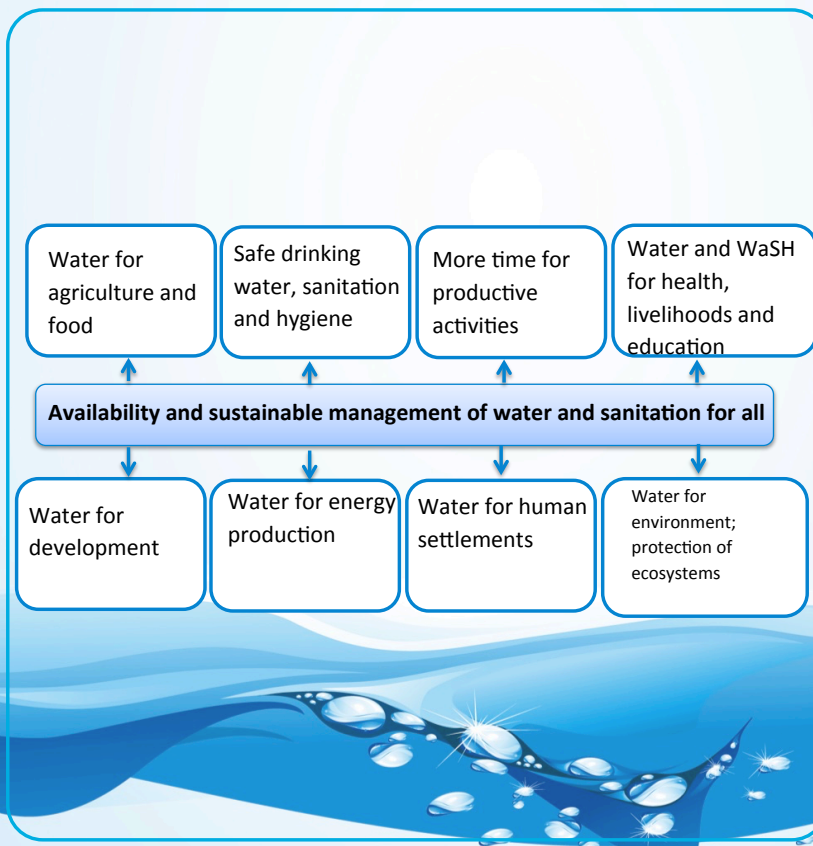 Water for
agriculture and
food
Safe drinking
water, sanitation
and hygiene
More time for
productive
activities
Water and WaSH
for health,
livelihoods and
education
Availability and sustainable management of water and sanitation for all
Water for
development
Water for energy
production
Water for human
settlements
Water for
environment;
protection of
ecosystems